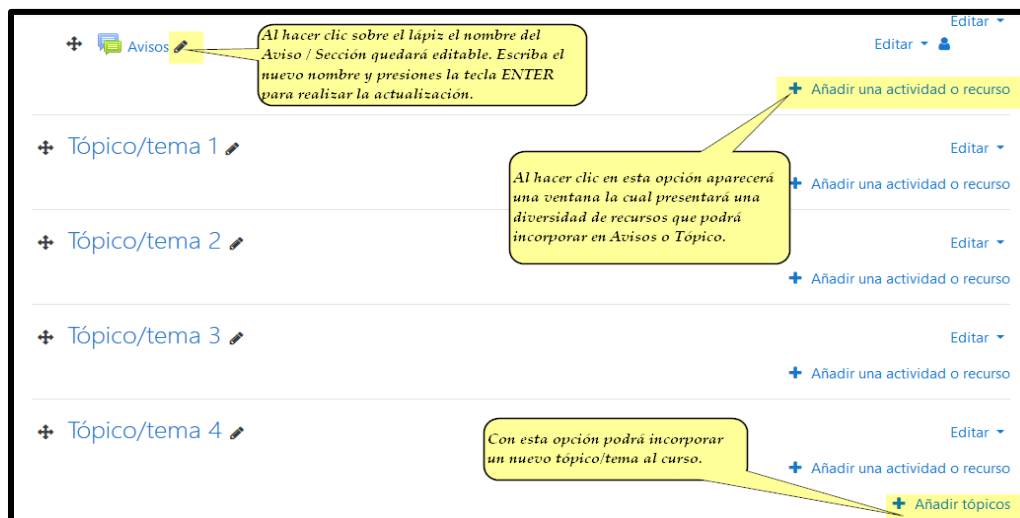 Editar
Avisos
Editar
Al hacer clic sobre el lápiz el nombre del
Aviso / Sección quedará editable. Escriba el
nuevo nombre y presiones la tecla ENTER
para realizar la actualización.
Añadir una actividad o recurso
Tópico/tema 1
Editar
Añadir una actividad o recurso
Al hacer clic en esta opción aparecerá
una ventana la cual presentará una
diversidad de recursos que podrá
incorporar en Avisos o Tópico.
Tópico/tema 2
Editar
Añadir una actividad o recurso
Tópico/tema 3
Editar
Añadir una actividad o recurso
Tópico/tema 4
Editar
Con esta opción podrá incorporar
un nuevo tópico/tema al curso.
Añadir una actividad o recurso
Añadir tópicos